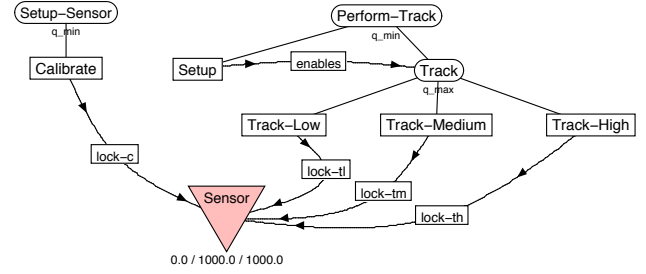 Setup-Sensor
q_min
Calibrate
lock-c
Perform-Track
q_min
Setup
enables
Track
q_max
Track-Low
Track-Medium
Track-High
lock-tl
lock-tm
lock-th
Sensor
0.0 / 1000.0 / 1000.0